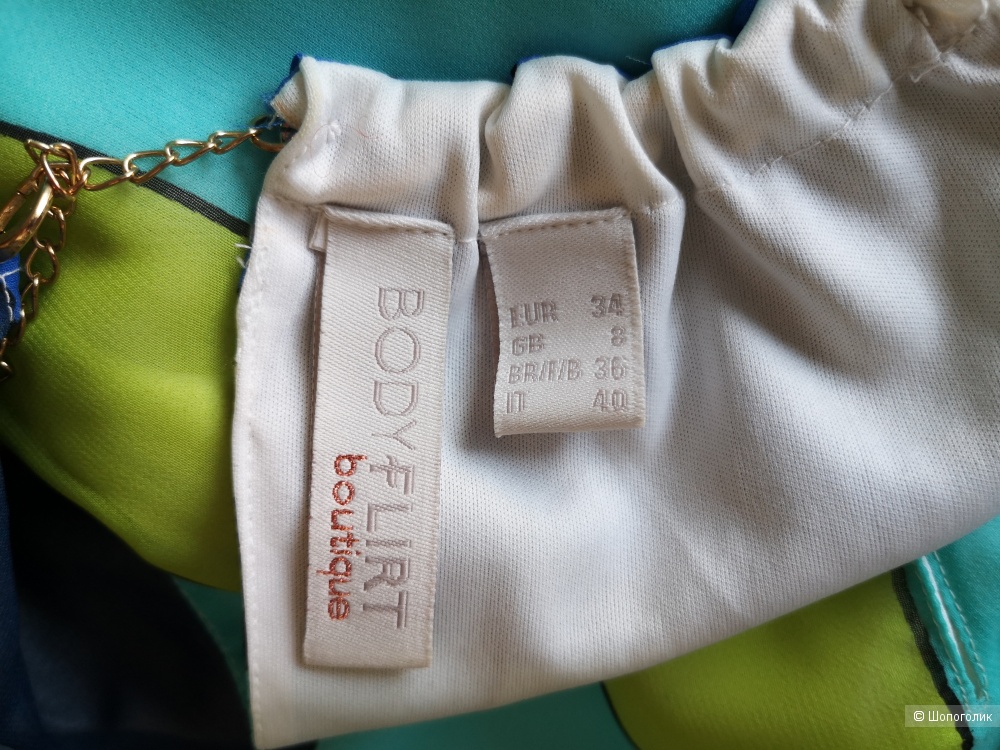 BODYFLIRT
boutique
EUR 34
GB 8
BR/F/B 36
IT 40
© Шопоголик